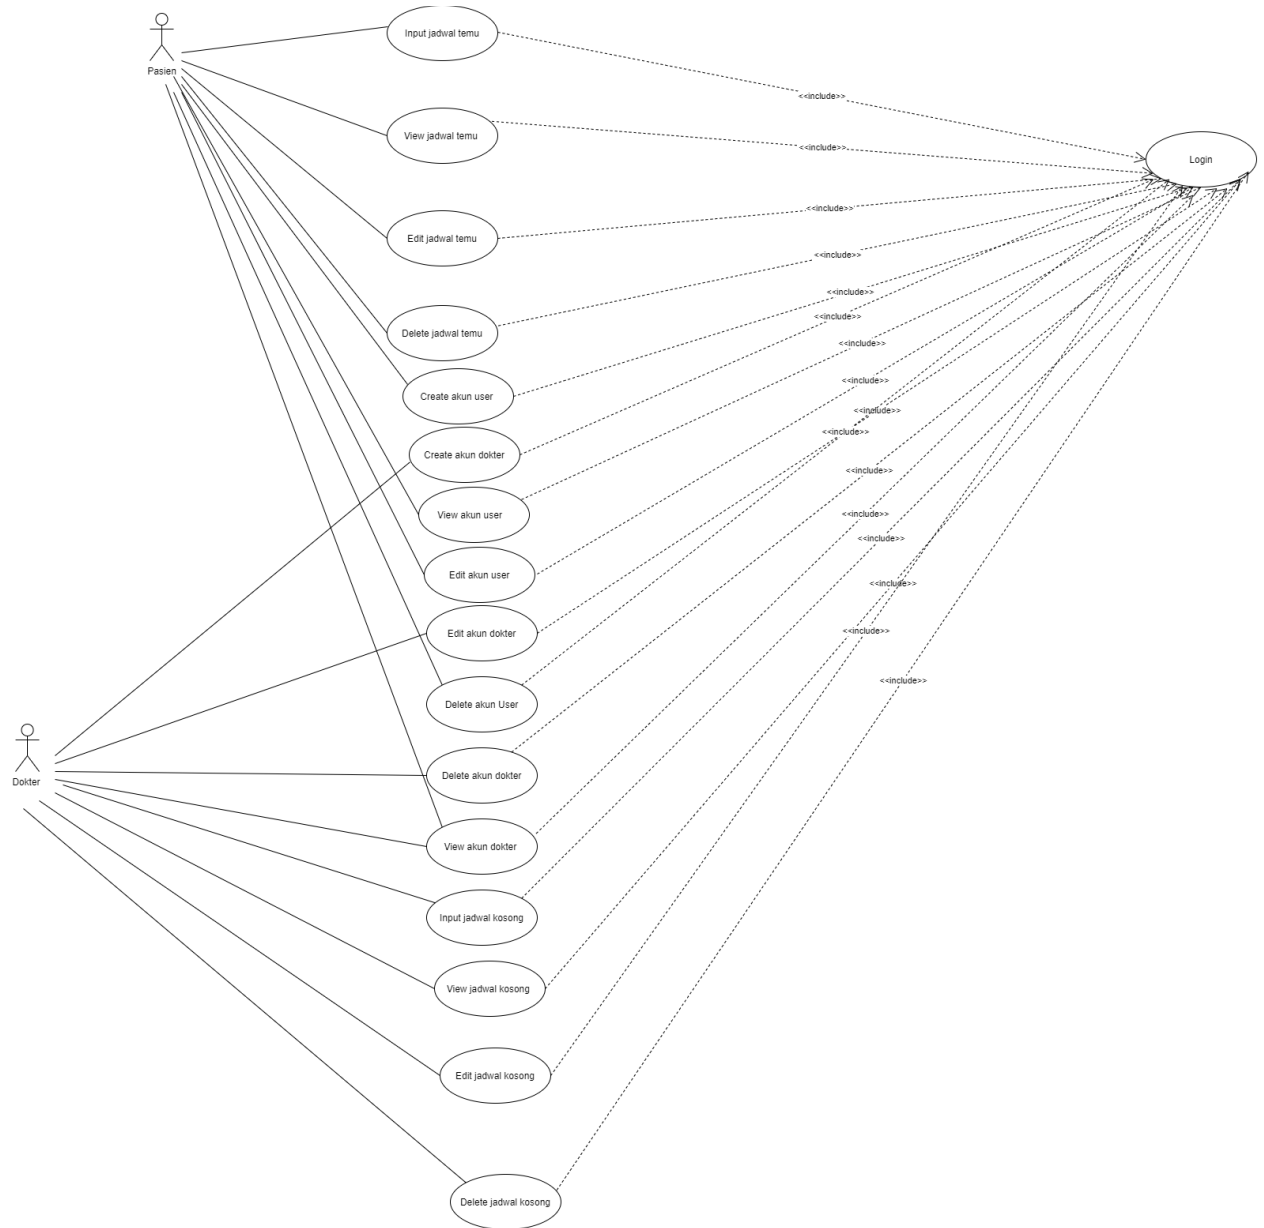 Input jadwal temu
Pasien
<<include>>
View jadwal temu
<<include>>
Login
<<include>>
Edit jadwal temu
<<include>>
<<include>>
<<include>>
Delete jadwal temu
<<include>>
<<include>>
Create akun user
<<include>>
<<include>>
Create akun dokter
<<include>>
View akun user
<<include>>
<<include>>
Edit akun user
<<include>>
Edit akun dokter
<<include>>
<<include>>
Delete akun User
Delete akun dokter
Dokter
View akun dokter
Input jadwal kosong
View jadwal kosong
Edit jadwal kosong
Delete jadwal kosong